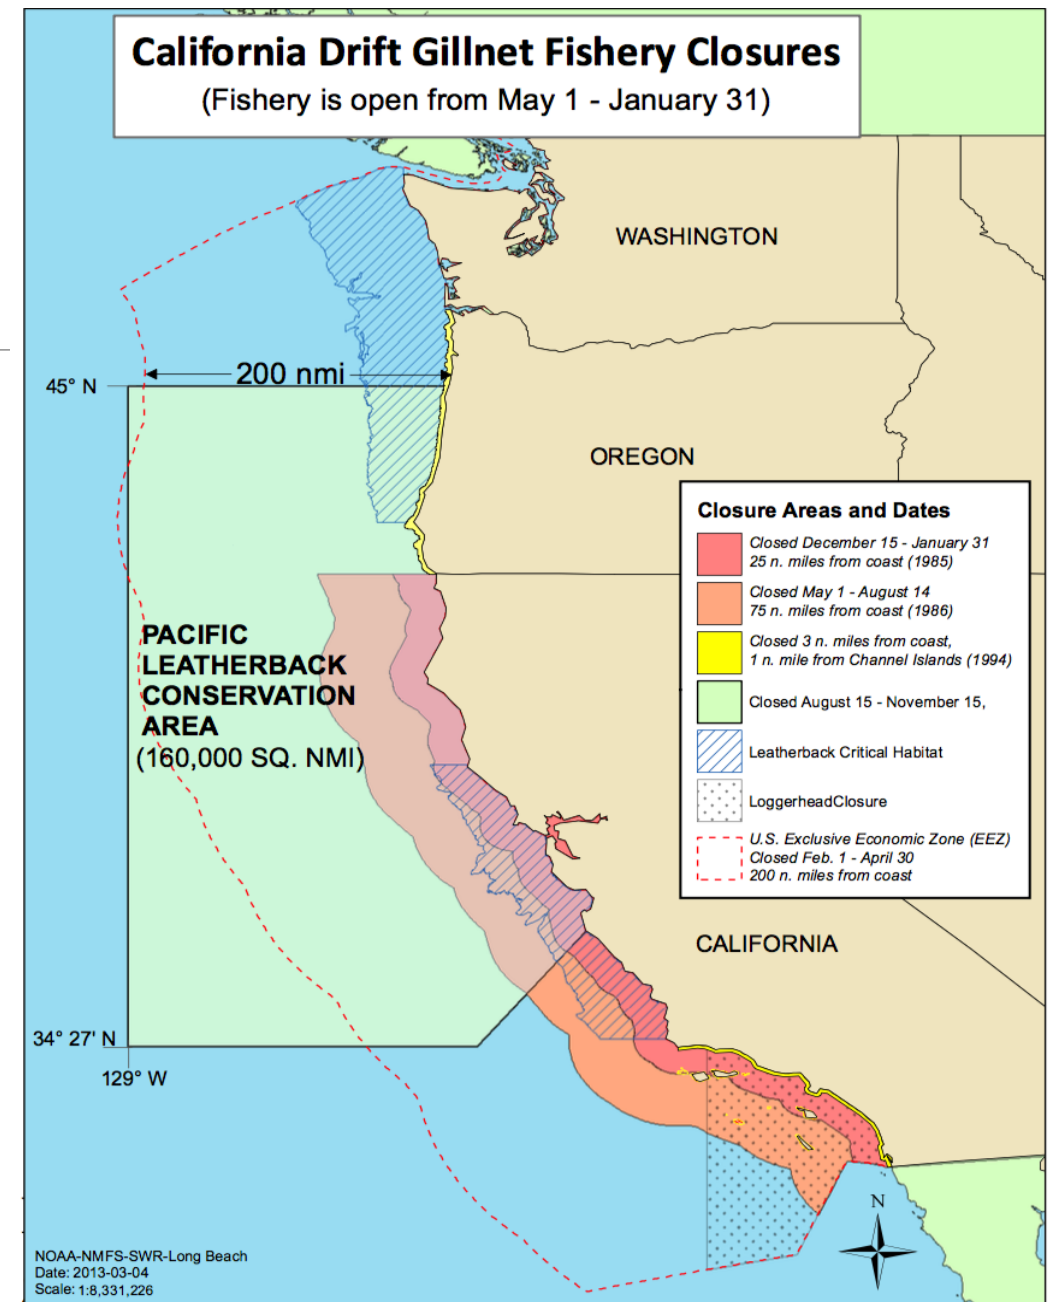 California Drift Gillnet Fishery Closures
(Fishery is open from May 1 - January 31)
WASHINGTON
200 nmi
45° N
OREGON
Closure Areas and Dates
Closed December 15 - January 31
25 n. miles from coast (1985)
Closed May 1 - August 14
75 n. miles from coast (1986)
Closed 3 n. miles from coast,
1 n. mile from Channel Islands (1994)
Closed August 15 - November 15,
Leatherback Critical Habitat
LoggerheadClosure
U.S. Exclusive Economic Zone (EEZ)
Closed Feb. 1 - April 30
200 n. miles from coast
PACIFIC
LEATHERBACK
CONSERVATION
AREA
(160,000 SQ. NMI)
CALIFORNIA
34° 27' N
129° W
N
NOAA-NMFS-SWR-Long Beach
Date: 2013-03-04
Scale: 1:8,331,226